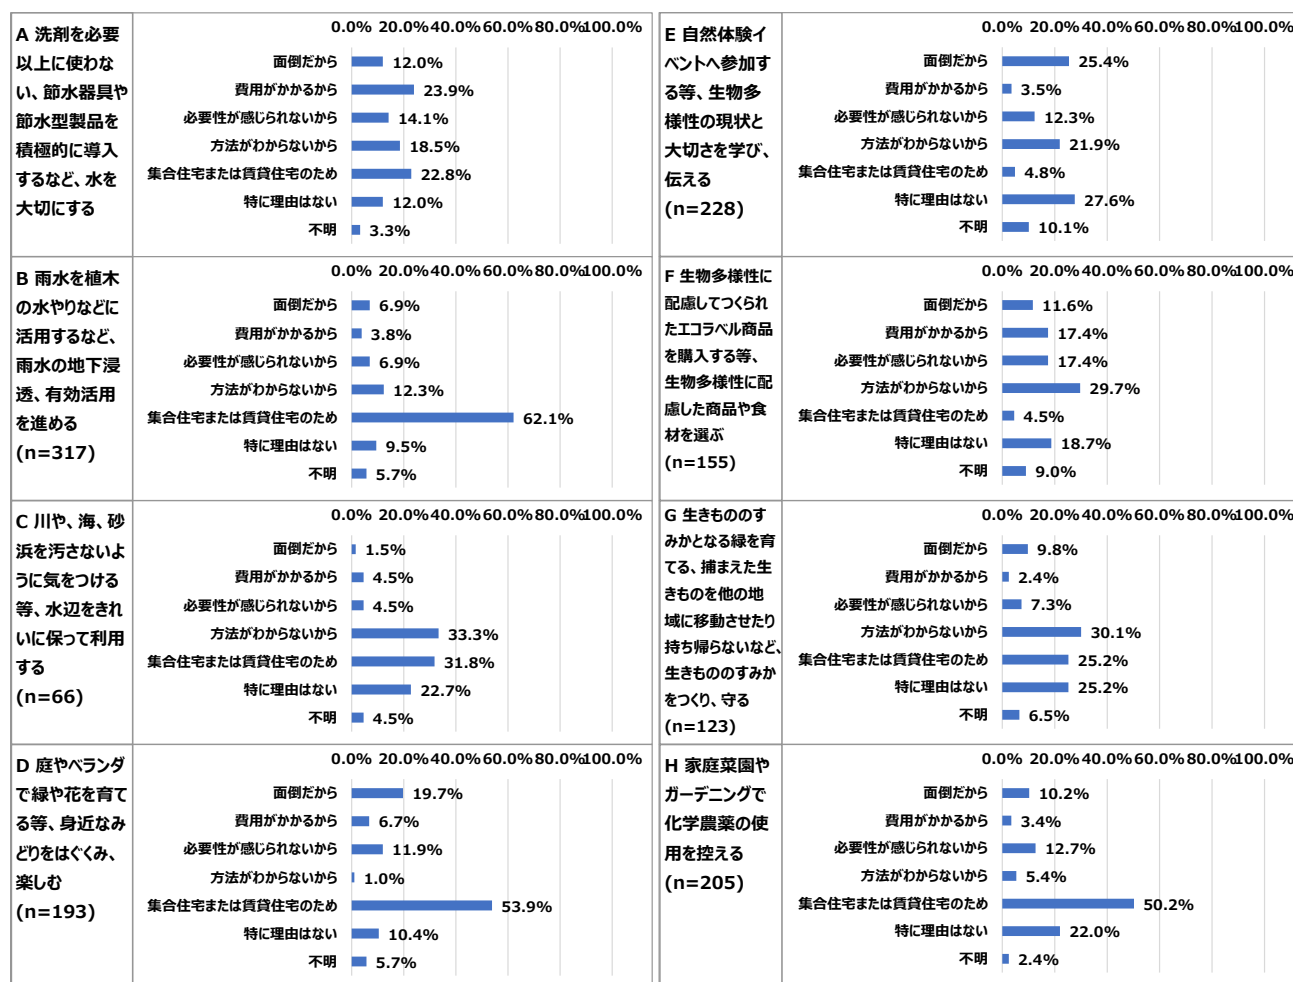 A 洗剤を必要
以上に使わな
い、節水器具や
節水型製品を
積極的に導入
するなど、水を
大切にする
0.0% 20.0% 40.0% 60.0% 80.0% 100.0%
面倒だから 12.0%
費用がかかるから 23.9%
必要性が感じられないから 14.1%
方法がわからないから 18.5%
集合住宅または賃貸住宅のため 22.8%
特に理由はない 12.0%
不明 3.3%
B 雨水を植木
の水やりなどに
活用するなど、
雨水の地下浸
透、有効活用
を進める
(n=317)
0.0% 20.0% 40.0% 60.0% 80.0% 100.0%
面倒だから 6.9%
費用がかかるから 3.8%
必要性が感じられないから 6.9%
方法がわからないから 12.3%
集合住宅または賃貸住宅のため 62.1%
特に理由はない 9.5%
不明 5.7%
C 川や、海、砂
浜を汚さないよ
うに気をつける
等、水辺をきれ
いに保って利用
する
(n=66)
0.0% 20.0% 40.0% 60.0% 80.0% 100.0%
面倒だから 1.5%
費用がかかるから 4.5%
必要性が感じられないから 4.5%
方法がわからないから 33.3%
集合住宅または賃貸住宅のため 31.8%
特に理由はない 22.7%
不明 4.5%
D 庭やベランダ
で緑や花を育て
る等、身近なみ
どりをはぐくみ、
楽しむ
(n=193)
0.0% 20.0% 40.0% 60.0% 80.0% 100.0%
面倒だから 19.7%
費用がかかるから 6.7%
必要性が感じられないから 11.9%
方法がわからないから 1.0%
集合住宅または賃貸住宅のため 53.9%
特に理由はない 10.4%
不明 5.7%
E 自然体験イ
ベントへ参加す
る等、生物多
様性の現状と
大切さを学び、
伝える
(n=228)
0.0% 20.0% 40.0% 60.0% 80.0% 100.0%
面倒だから 25.4%
費用がかかるから 3.5%
必要性が感じられないから 12.3%
方法がわからないから 21.9%
集合住宅または賃貸住宅のため 4.8%
特に理由はない 27.6%
不明 10.1%
F 生物多様性に
配慮してつくられ
たエコラベル商品
を購入する等、
生物多様性に配
慮した商品や食
材を選ぶ
(n=155)
0.0% 20.0% 40.0% 60.0% 80.0% 100.0%
面倒だから 11.6%
費用がかかるから 17.4%
必要性が感じられないから 17.4%
方法がわからないから 29.7%
集合住宅または賃貸住宅のため 4.5%
特に理由はない 18.7%
不明 9.0%
G 生きもののす
みかとなる緑を育
てる、捕まえた生
きものを他の地
域に移動させたり
持ち帰らないなど、
生きもののすみか
をつくり、守る
(n=123)
0.0% 20.0% 40.0% 60.0% 80.0% 100.0%
面倒だから 9.8%
費用がかかるから 2.4%
必要性が感じられないから 7.3%
方法がわからないから 30.1%
集合住宅または賃貸住宅のため 25.2%
特に理由はない 25.2%
不明 6.5%
H 家庭菜園や
ガーデニングで
化学農薬の使
用を控える
(n=205)
0.0% 20.0% 40.0% 60.0% 80.0% 100.0%
面倒だから 10.2%
費用がかかるから 3.4%
必要性が感じられないから 12.7%
方法がわからないから 5.4%
集合住宅または賃貸住宅のため 50.2%
特に理由はない 22.0%
不明 2.4%